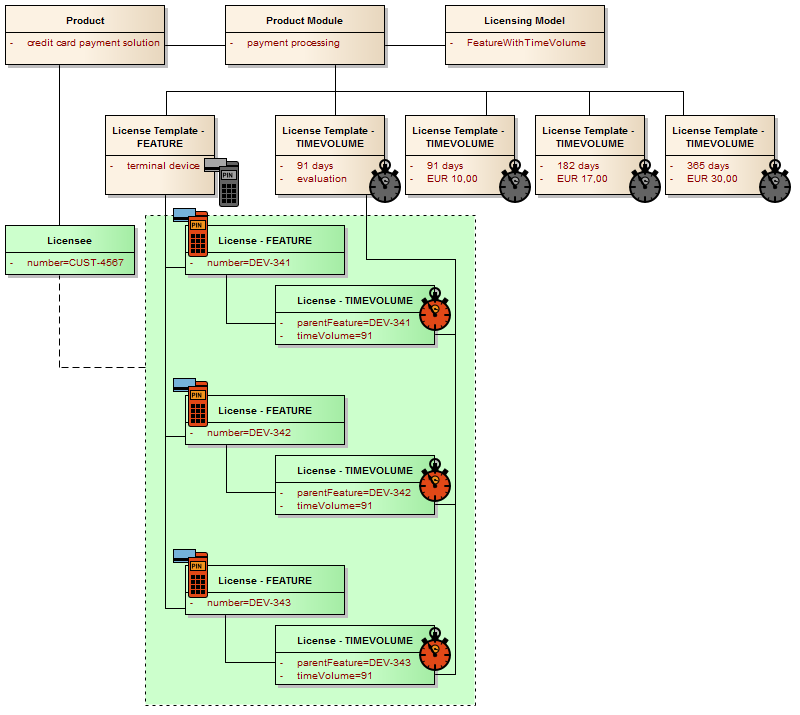 Product
- credit card payment solution
Product Module
- payment processing
Licensing Model
- FeatureWithTimeVolume
License Template -
FEATURE
- terminal device
PIN
License Template -
TIMEVOLUME
- 91 days
- evaluation
License Template -
TIMEVOLUME
- 91 days
- EUR 10,00
License Template -
TIMEVOLUME
- 182 days
- EUR 17,00
License Template -
TIMEVOLUME
- 365 days
- EUR 30,00
Licensee
- number=CUST-4567
PIN
License - FEATURE
- number=DEV-341
License - TIMEVOLUME
- parentFeature=DEV-341
- timeVolume=91
PIN
License - FEATURE
- number=DEV-342
License - TIMEVOLUME
- parentFeature=DEV-342
- timeVolume=91
PIN
License - FEATURE
- number=DEV-343
License - TIMEVOLUME
- parentFeature=DEV-343
- timeVolume=91